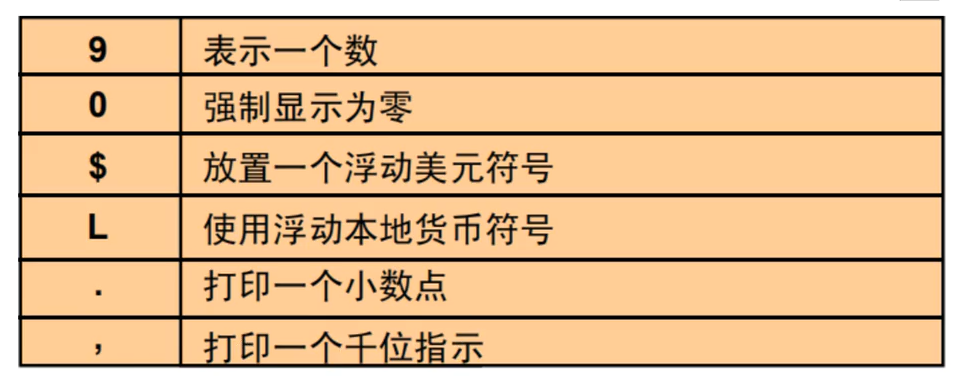 9 表示一个数
0 强制显示为零
$ 放置一个浮动美元符号
L 使用浮动本地货币符号
. 打印一个小数点
, 打印一个千位指示